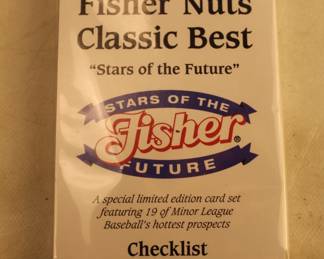 Fisher Nuts
Classic Best
"Stars of the Future"
STARS OF THE
Fisher®
FUTURE
A special limited edition card set
featuring 19 of Minor League
Baseball's hottest prospects
Checklist